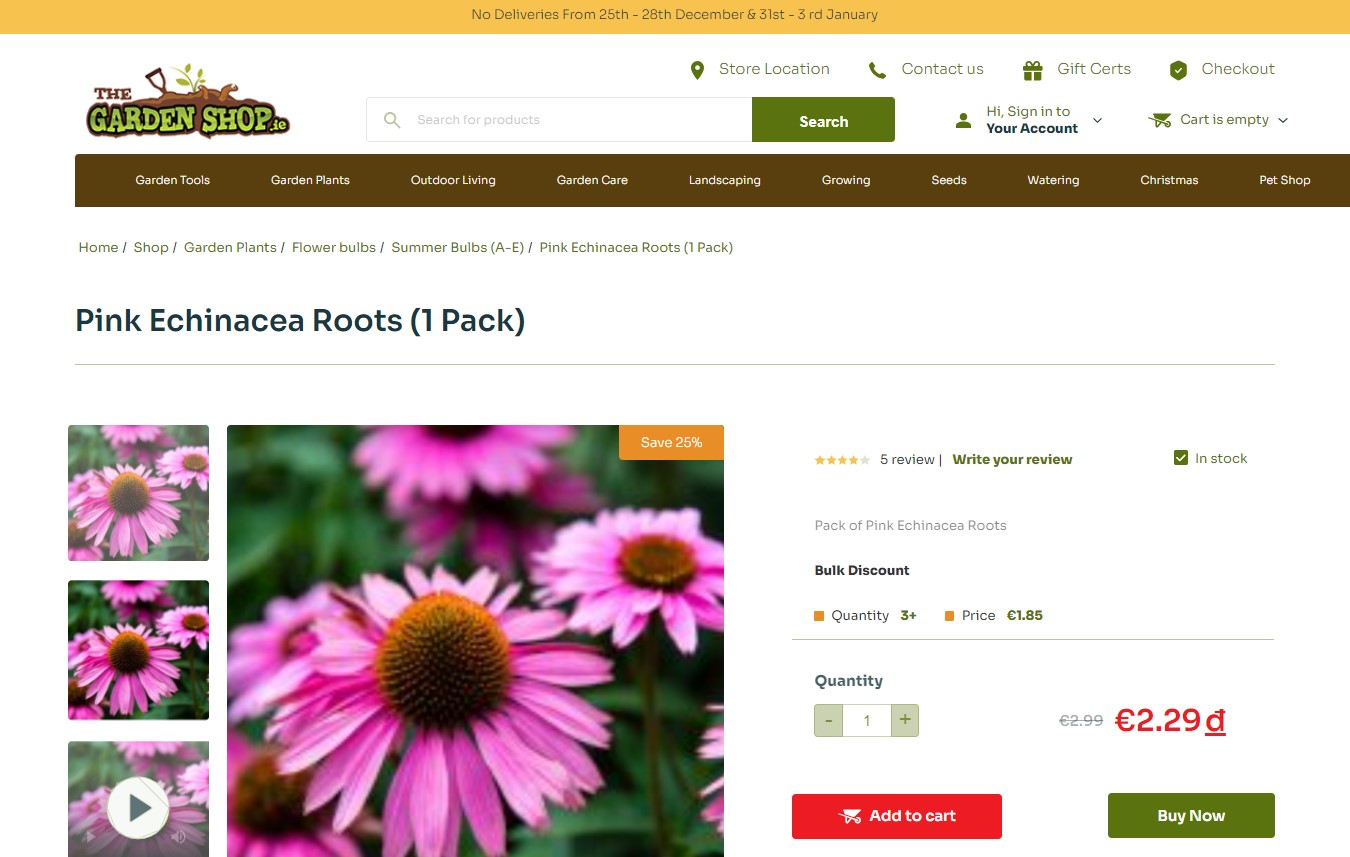 No Deliveries From 25th - 28th December & 31st - 3 rd January
Store Location
Contact us
Gift Certs
Checkout
THE
GARDEN SHOP.ie
Search for products
Search
Hi, Sign in to
Your Account
Cart is empty
Garden Tools
Garden Plants
Outdoor Living
Garden Care
Landscaping
Growing
Seeds
Watering
Christmas
Pet Shop
Home / Shop / Garden Plants / Flower bulbs / Summer Bulbs (A-E) / Pink Echinacea Roots (1 Pack)
Pink Echinacea Roots (1 Pack)
Save 25%
5 review | Write your review
In stock
Pack of Pink Echinacea Roots
Bulk Discount
Quantity 3+ Price €1.85
Quantity
- 1 +
€2.99 €2.29 đ
Add to cart
Buy Now